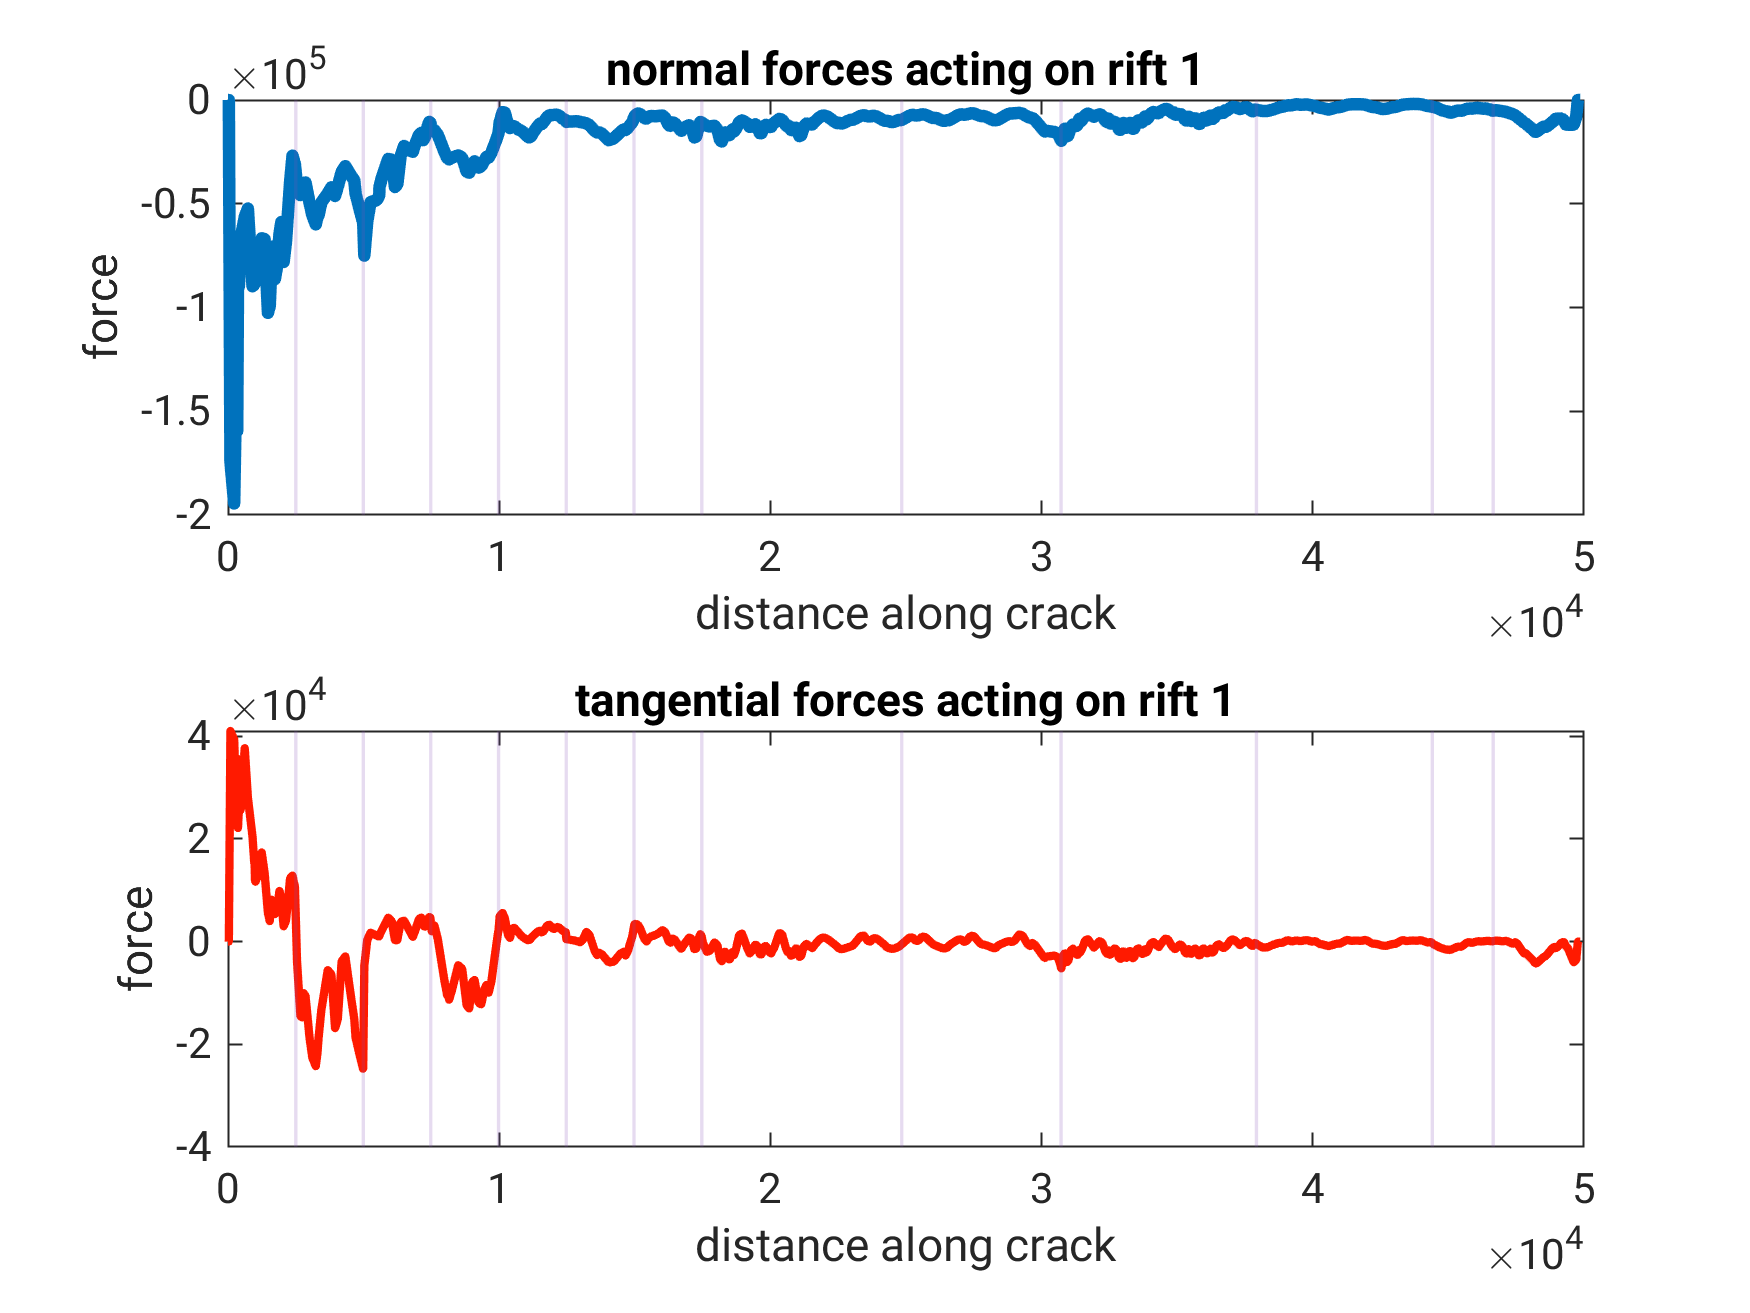 ×10^5
normal forces acting on rift 1
0
-0.5
-1
-1.5
-2
force
0 1 2 3 4 5
distance along crack
×10^4
×10^4
tangential forces acting on rift 1
4
2
0
-2
-4
force
0 1 2 3 4 5
distance along crack
×10^4